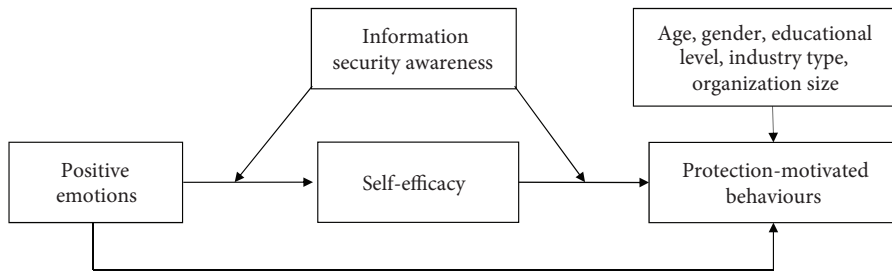 Information
security awareness
Age, gender, educational
level, industry type,
organization size
Positive
emotions
Self-efficacy
Protection-motivated
behaviours